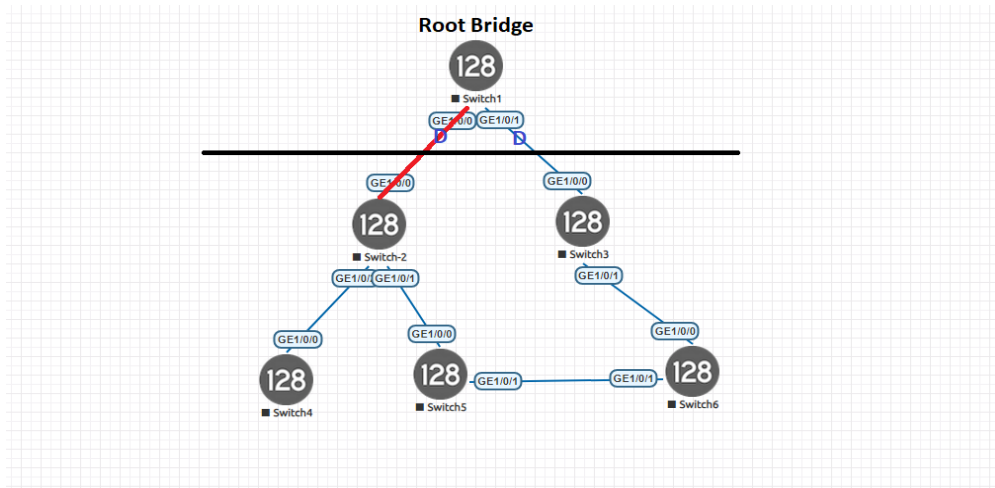 Root Bridge
128
Switch1
GE1/0/0 GE1/0/1
D D
GE1/0/0 GE1/0/0
128 128
Switch-2 Switch3
GE1/0/1 GE1/0/1
GE1/0/0 GE1/0/0 GE1/0/0
128 128 128
GE1/0/1 GE1/0/1
Switch4 Switch5 Switch6